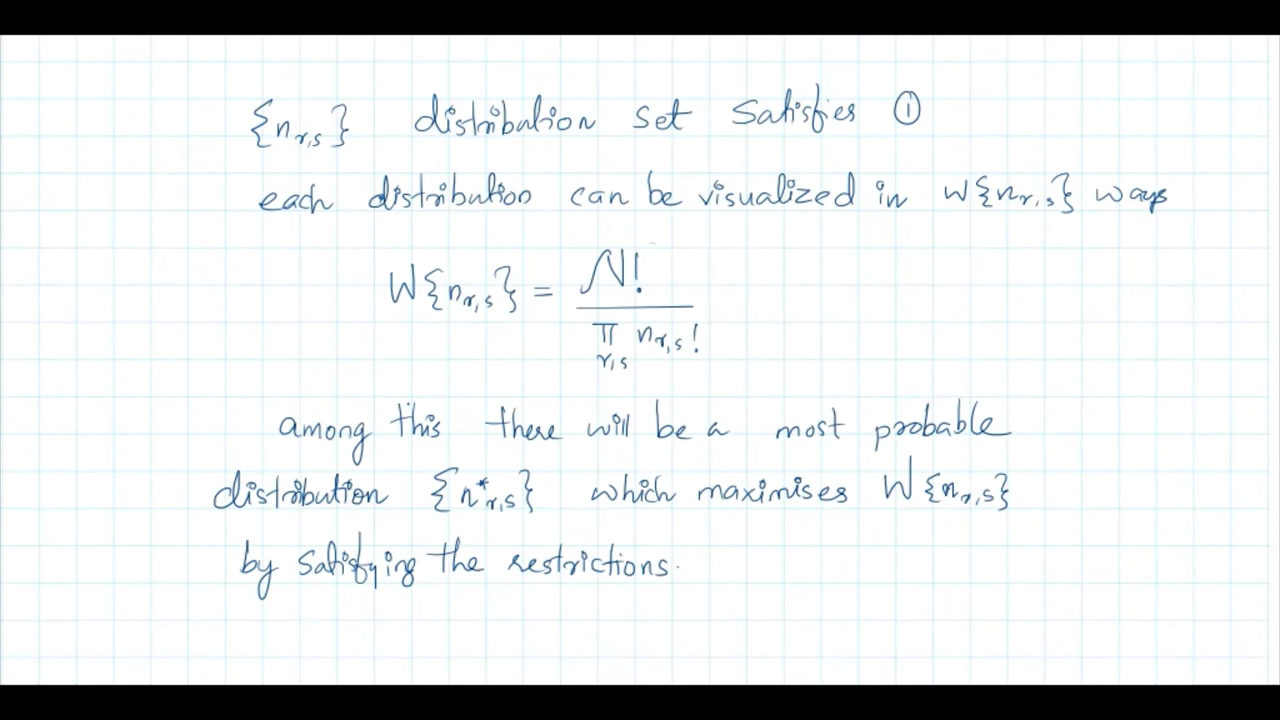 {n_{r,s}} distribution set satisfies ①
each distribution can be visualized in W{n_{r,s}} ways
W{n_{r,s}} = 𝒩! / π_{r,s} n_{r,s}!
among this there will be a most probable
distribution {n*_{r,s}} which maximises W{n_{r,s}}
by satisfying the restrictions.